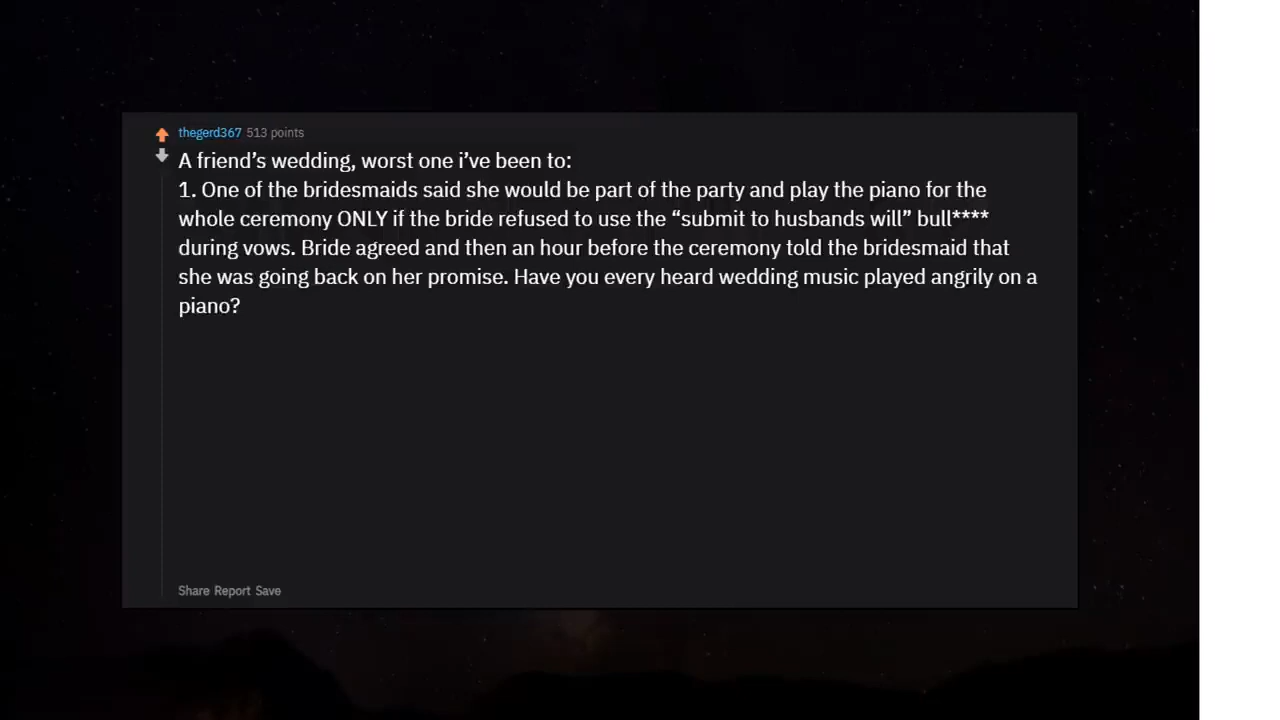 thegerd367 513 points
A friend’s wedding, worst one i’ve been to:
1. One of the bridesmaids said she would be part of the party and play the piano for the
whole ceremony ONLY if the bride refused to use the “submit to husbands will” bull****
during vows. Bride agreed and then an hour before the ceremony told the bridesmaid that
she was going back on her promise. Have you every heard wedding music played angrily on a
piano?
Share Report Save